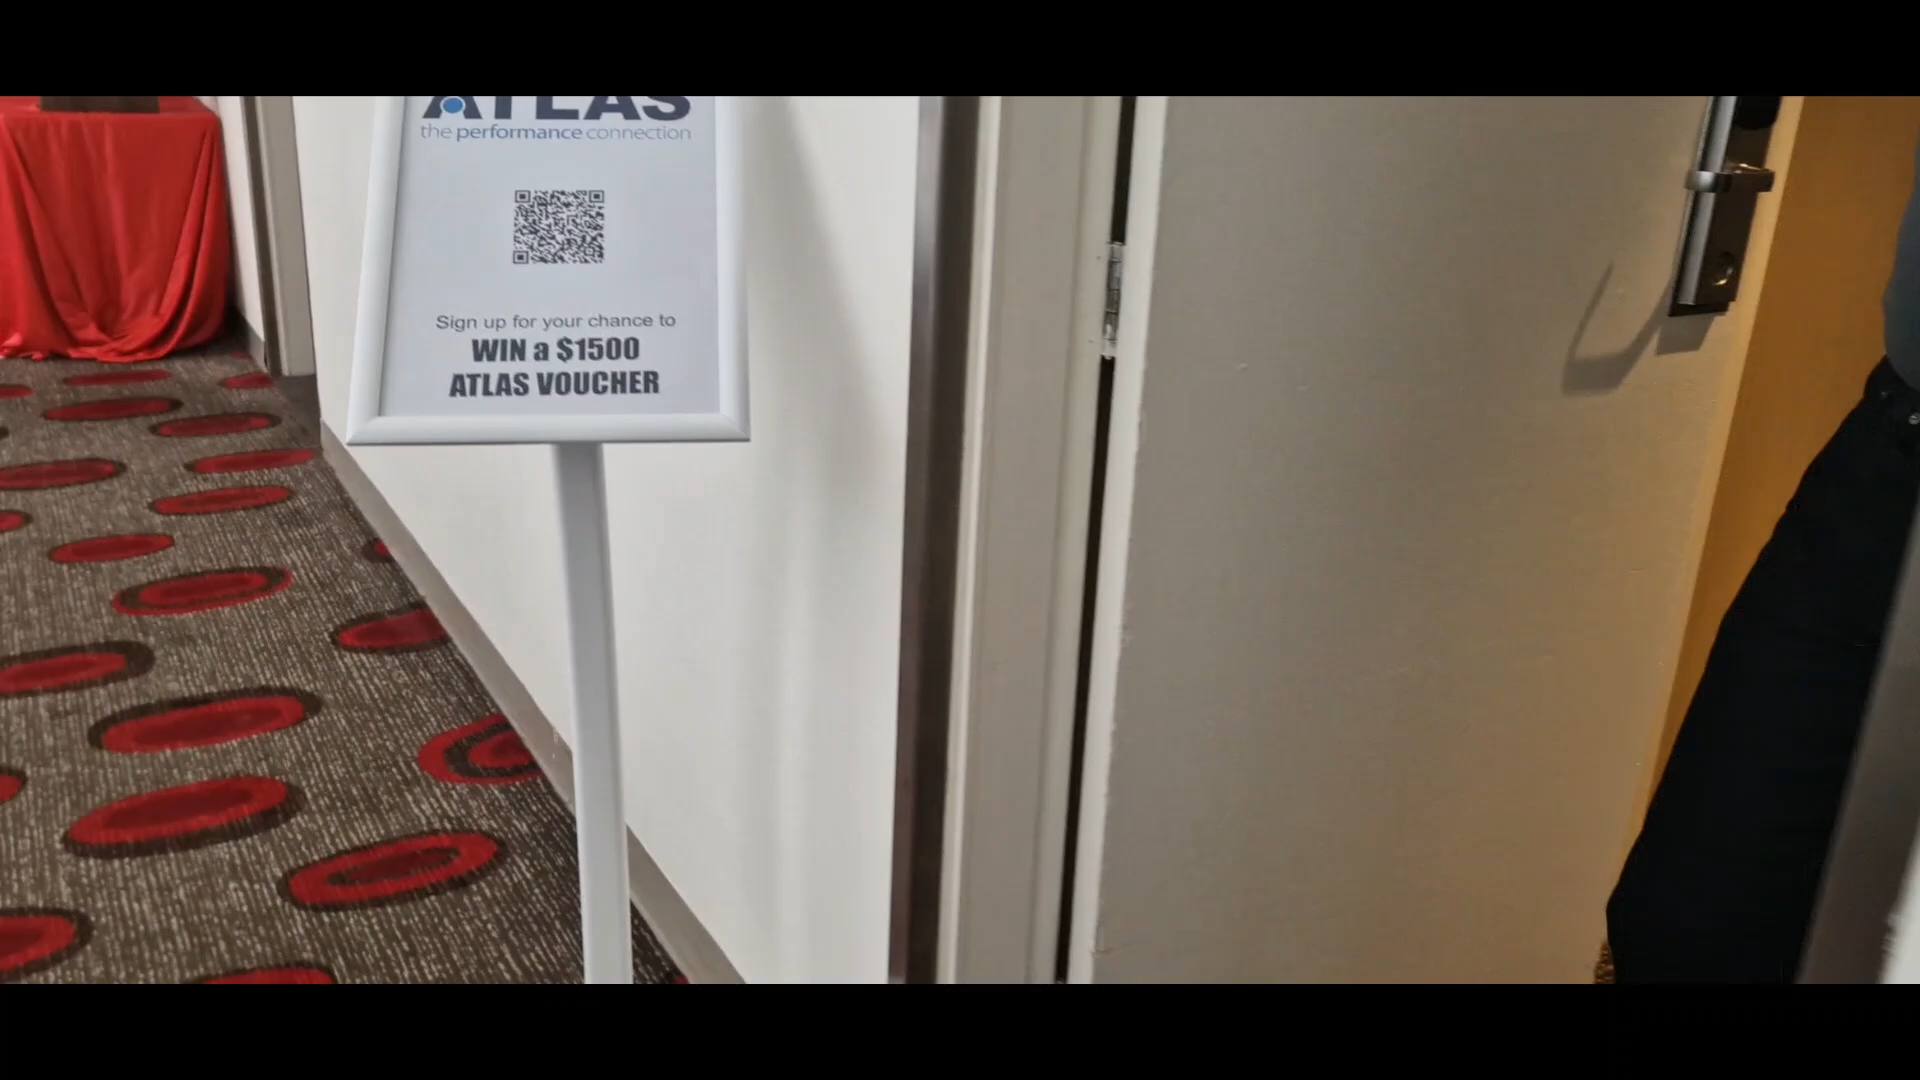 ATLAS
the performance connection
Sign up for your chance to
WIN a $1500
ATLAS VOUCHER